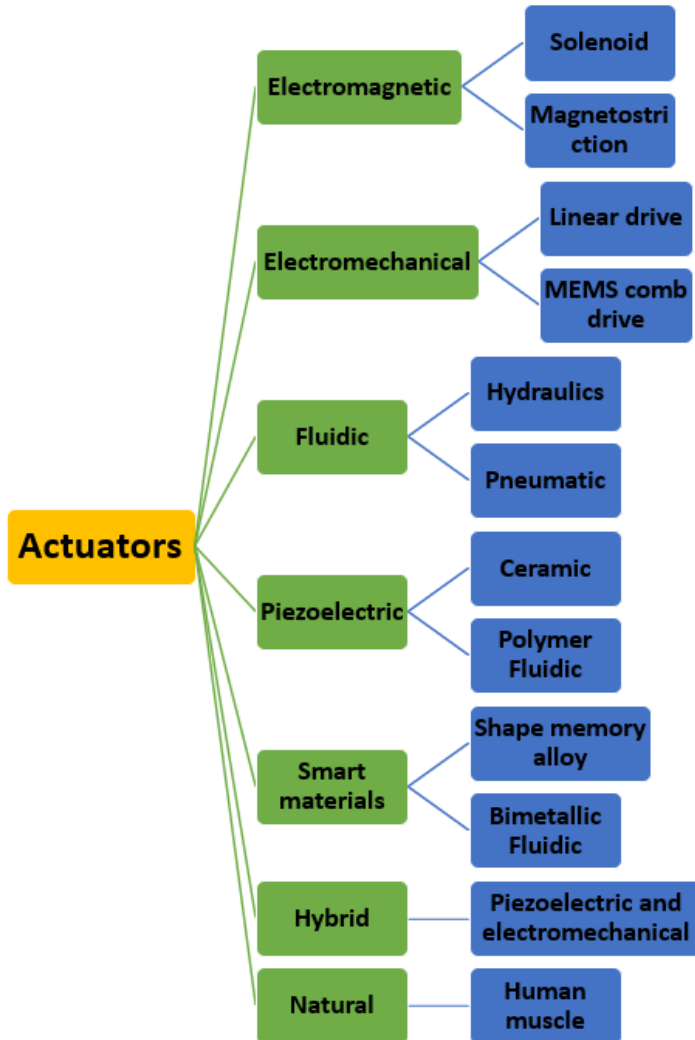 Actuators
Electromagnetic
Solenoid
Magnetostri
ction
Electromechanical
Linear drive
MEMS comb
drive
Fluidic
Hydraulics
Pneumatic
Piezoelectric
Ceramic
Polymer
Fluidic
Smart
materials
Shape memory
alloy
Bimetallic
Fluidic
Hybrid
Piezoelectric and
electromechanical
Natural
Human
muscle